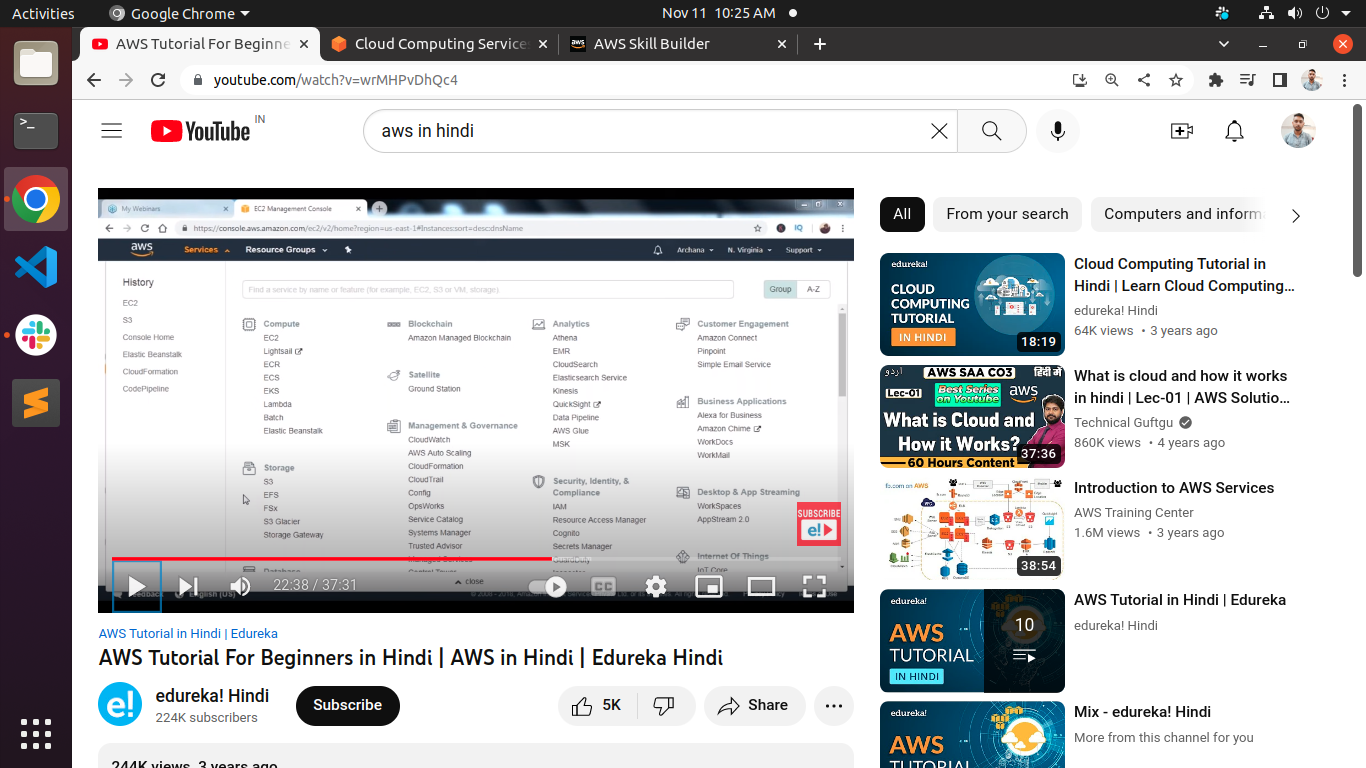 Activities
Google Chrome
Nov 11 10:25 AM
AWS Tutorial For Beginne
Cloud Computing Service
aws
AWS Skill Builder
youtube.com/watch?v=wrMHPvDhQc4
YouTube IN
aws in hindi
My Webinars
EC2 Management Console
https://console.aws.amazon.com/ec2/v2/home?region=us-east-1#Instances:sort=desc:dnsName
aws
Services
Resource Groups
Archana
N. Virginia
Support
History
EC2
S3
Console Home
Elastic Beanstalk
CloudFormation
CodePipeline
Find a service by name or feature (for example, EC2, S3 or VM, storage).
Group
A-Z
Compute
EC2
Lightsail
ECR
ECS
EKS
Lambda
Batch
Elastic Beanstalk
Storage
S3
EFS
FSx
S3 Glacier
Storage Gateway
Database
Blockchain
Amazon Managed Blockchain
Satellite
Ground Station
Management & Governance
CloudWatch
AWS Auto Scaling
CloudFormation
CloudTrail
Config
OpsWorks
Service Catalog
Systems Manager
Trusted Advisor
Managed Services
Control Tower
Analytics
Athena
EMR
CloudSearch
Elasticsearch Service
Kinesis
QuickSight
Data Pipeline
AWS Glue
MSK
Security, Identity, &
Compliance
IAM
Resource Access Manager
Cognito
Secrets Manager
GuardDuty
Customer Engagement
Amazon Connect
Pinpoint
Simple Email Service
Business Applications
Alexa for Business
Amazon Chime
WorkDocs
WorkMail
Desktop & App Streaming
WorkSpaces
AppStream 2.0
Internet Of Things
IoT Core
SUBSCRIBE
e!
close
Feedback
English (US)
22:38 / 37:31
CC
AWS Tutorial in Hindi | Edureka
AWS Tutorial For Beginners in Hindi | AWS in Hindi | Edureka Hindi
e!
edureka! Hindi
224K subscribers
Subscribe
5K
Share
244K views 3 years ago
All
From your search
Computers and informa
edureka!
CLOUD
COMPUTING
TUTORIAL
IN HINDI
18:19
Cloud Computing Tutorial in
Hindi | Learn Cloud Computing...
edureka! Hindi
64K views • 3 years ago
اردو
AWS SAA CO3
हिंदी में
Lec-01
Best Series
on Youtube
aws
What is Cloud and
How it Works?
60 Hours Content
37:36
What is cloud and how it works
in hindi | Lec-01 | AWS Solutio...
Technical Guftgu
860K views • 4 years ago
fb.com on AWS
38:54
Introduction to AWS Services
AWS Training Center
1.6M views • 3 years ago
edureka!
AWS
TUTORIAL
IN HINDI
10
AWS Tutorial in Hindi | Edureka
edureka! Hindi
edureka!
AWS
TUTORIAL
Mix - edureka! Hindi
More from this channel for you